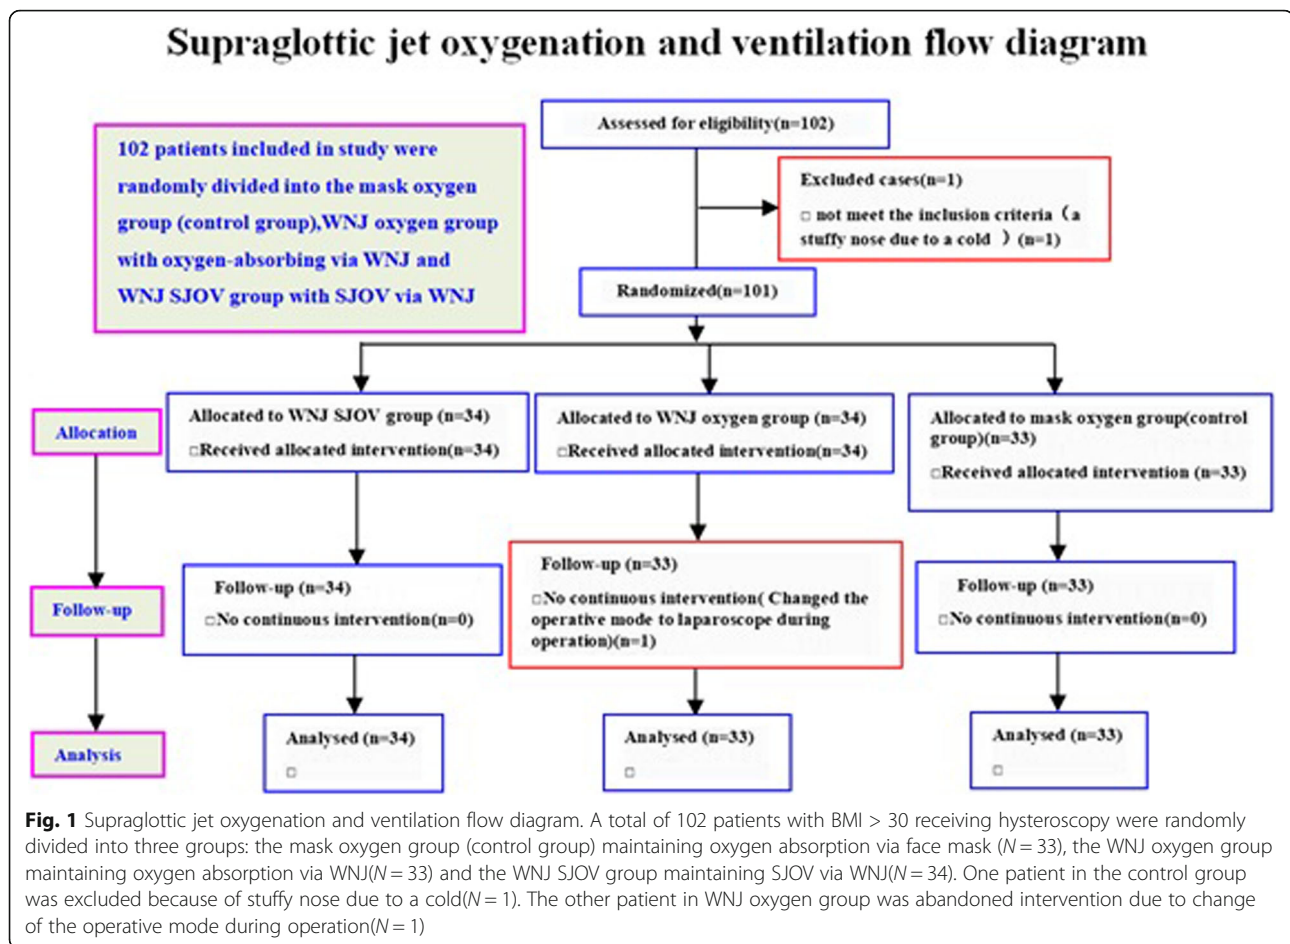 Supraglottic jet oxygenation and ventilation flow diagram
102 patients included in study were
randomly divided into the mask oxygen
group (control group),WNJ oxygen group
with oxygen-absorbing via WNJ and
WNJ SJOV group with SJOV via WNJ
Assessed for eligibility(n=102)
Excluded cases(n=1)
□ not meet the inclusion criteria（a
stuffy nose due to a cold ）(n=1)
Randomized(n=101)
Allocation
Allocated to WNJ SJOV group (n=34)
□Received allocated intervention(n=34)
Allocated to WNJ oxygen group (n=34)
□Received allocated intervention(n=34)
Allocated to mask oxygen group(control
group)(n=33)
□Received allocated intervention (n=33)
Follow-up
Follow-up (n=34)
□No continuous intervention(n=0)
Follow-up (n=33)
□No continuous intervention( Changed the
operative mode to laparoscope during
operation)(n=1)
Follow-up (n=33)
□No continuous intervention(n=0)
Analysis
Analysed (n=34)
□
Analysed (n=33)
□
Analysed (n=33)
□
Fig. 1 Supraglottic jet oxygenation and ventilation flow diagram. A total of 102 patients with BMI > 30 receiving hysteroscopy were randomly
divided into three groups: the mask oxygen group (control group) maintaining oxygen absorption via face mask (N = 33), the WNJ oxygen group
maintaining oxygen absorption via WNJ(N = 33) and the WNJ SJOV group maintaining SJOV via WNJ(N = 34). One patient in the control group
was excluded because of stuffy nose due to a cold(N = 1). The other patient in WNJ oxygen group was abandoned intervention due to change
of the operative mode during operation(N = 1)